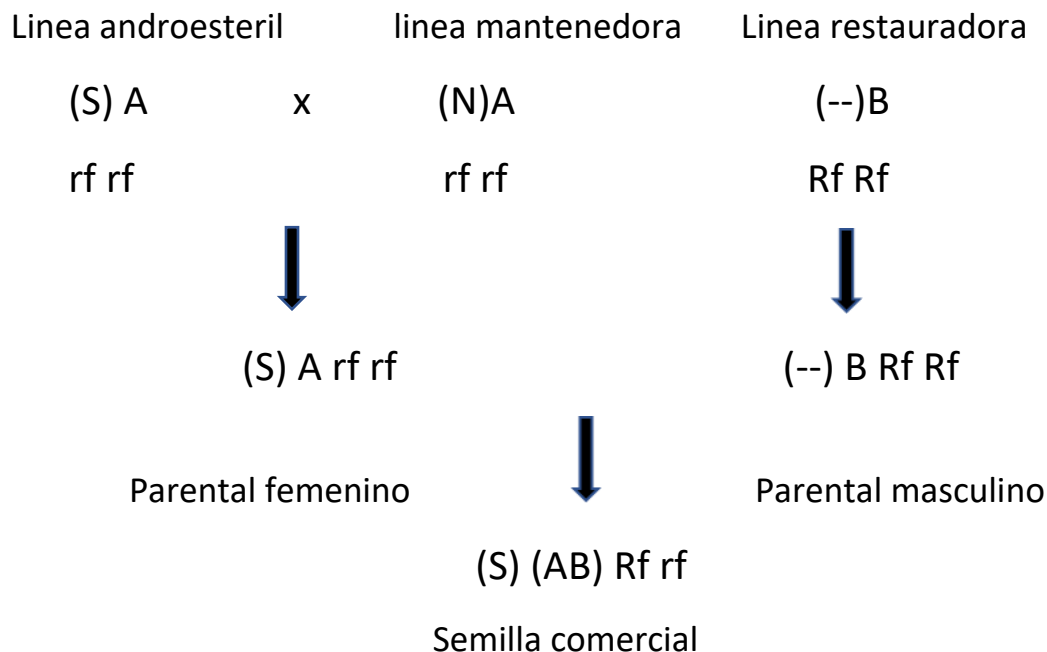 Linea androesteril linea mantenedora Linea restauradora
(S) A x (N)A (--)B
rf rf rf rf Rf Rf
(S) A rf rf (--) B Rf Rf
Parental femenino Parental masculino
(S) (AB) Rf rf
Semilla comercial